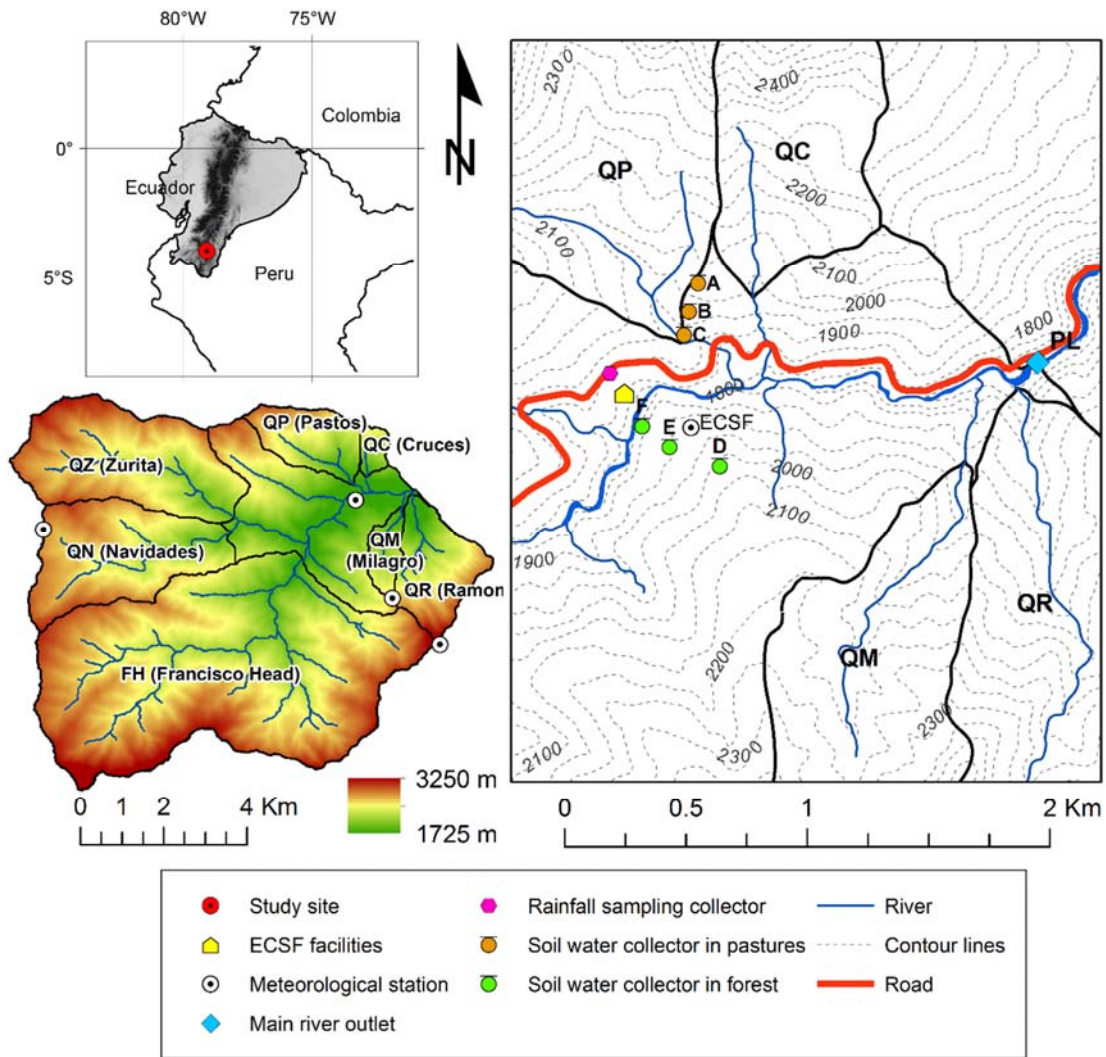 80°W 75°W
0°
5°S
Colombia
Ecuador
Peru
N
QP (Pastos)
QC (Cruces)
QZ (Zurita)
QN (Navidades)
QM
(Milagro)
QR (Ramon
FH (Francisco Head)
3250 m
1725 m
0 1 2 4 Km
2300
2400
QC
QP
2200
2100
2100
A
2000
B
1900
C
1800
PL
1800
F
E
ECSF
D
2000
2100
1900
QR
2200
QM
2300
2100
2300
0 0.5 1 2 Km
Study site
ECSF facilities
Meteorological station
Main river outlet
Rainfall sampling collector
Soil water collector in pastures
Soil water collector in forest
River
Contour lines
Road